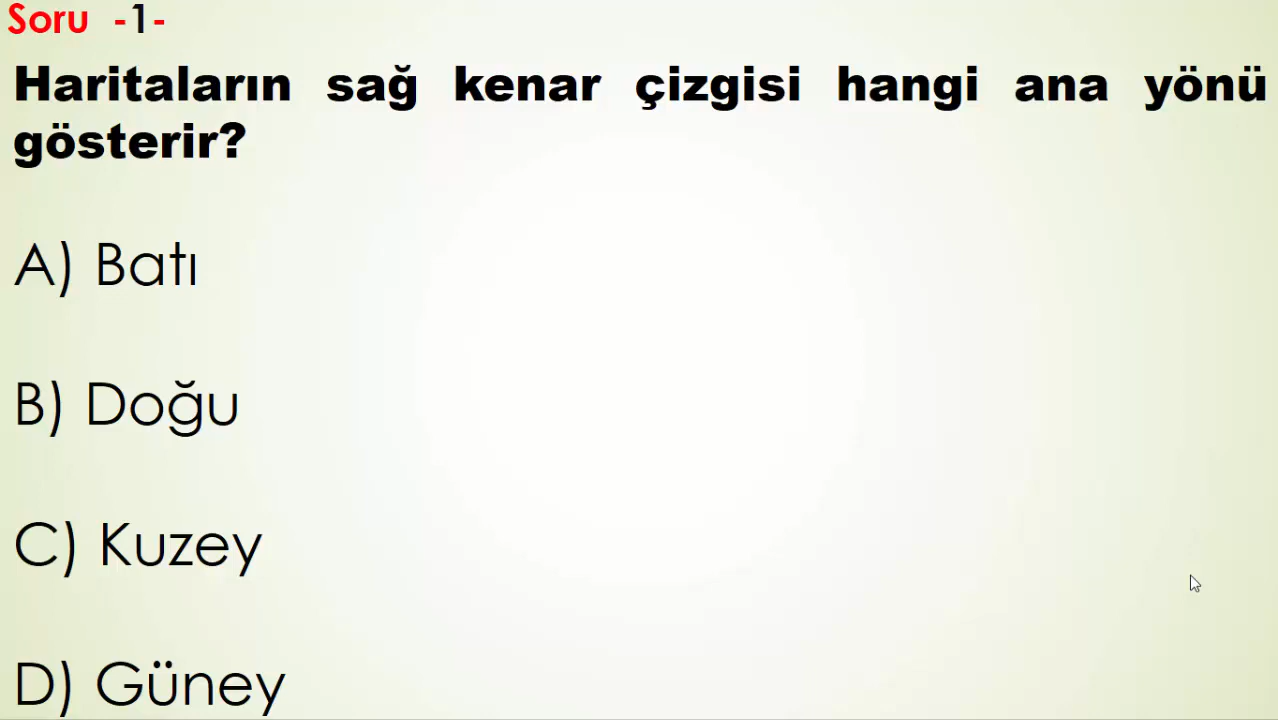 Soru -1-
Haritaların sağ kenar çizgisi hangi ana yönü
gösterir?
A) Batı
B) Doğu
C) Kuzey
D) Güney